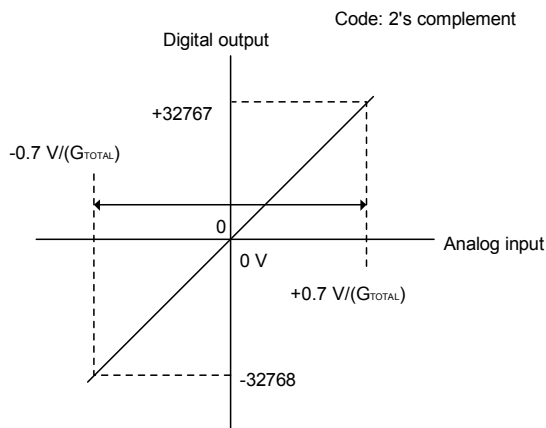 Code: 2's complement
Digital output
+32767
-0.7 V/(GTOTAL)
0
Analog input
0 V
+0.7 V/(GTOTAL)
-32768